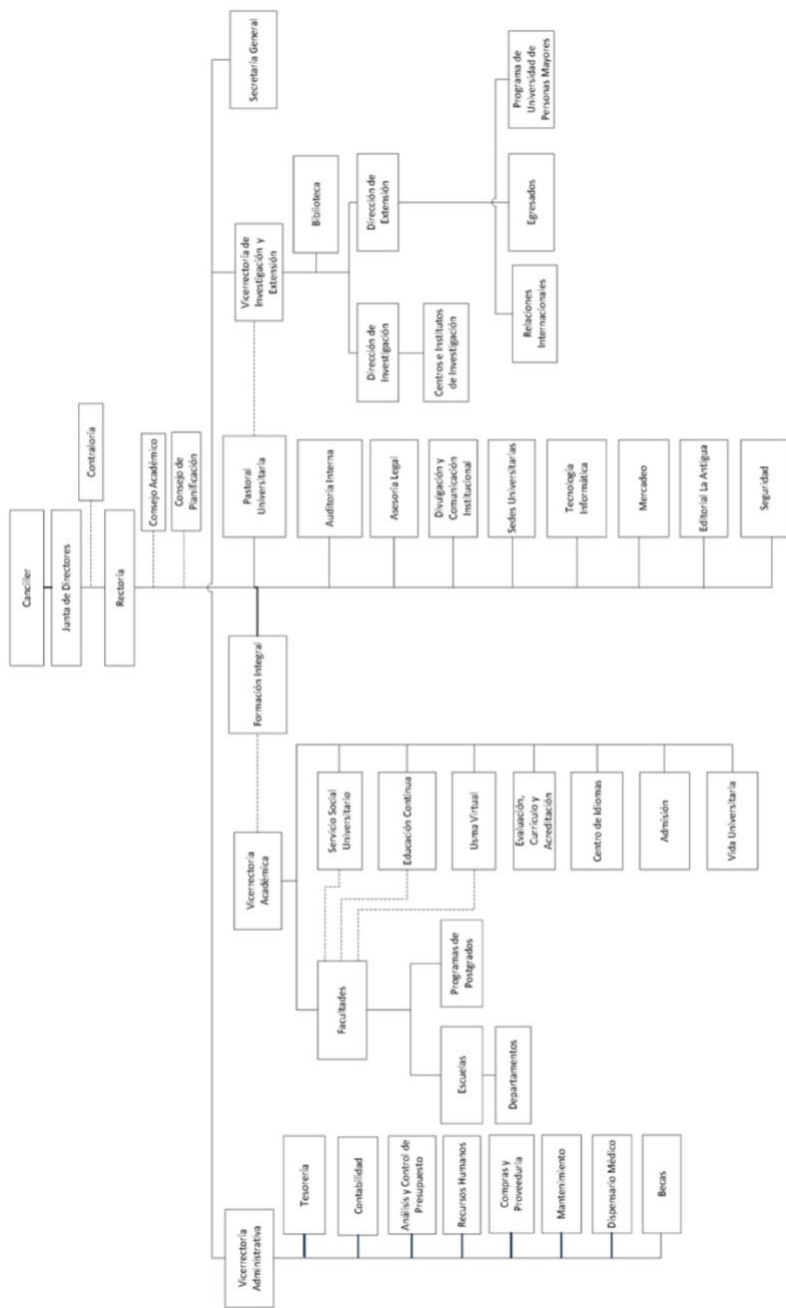 Canciller
Junta de Directores
Contraloría
Rectoría
Consejo Académico
Consejo de
Planificación
Vicerrectoría
Administrativa
Tesorería
Contabilidad
Análisis y Control de
Presupuesto
Recursos Humanos
Compras y
Proveeduría
Mantenimiento
Dispensario Médico
Becas
Vicerrectoría
Académica
Facultades
Escuelas
Departamentos
Programas de
Postgrados
Servicio Social
Universitario
Educación Continua
Usma Virtual
Evaluación,
Currículo y
Acreditación
Centro de Idiomas
Admisión
Vida Universitaria
Formación Integral
Pastoral
Universitaria
Auditoría Interna
Asesoría Legal
Divulgación y
Comunicación
Institucional
Sedes Universitarias
Tecnología
Informática
Mercadeo
Editorial La Antigua
Seguridad
Vicerrectoría de
Investigación y
Extensión
Biblioteca
Dirección de
Investigación
Centros e Institutos
de Investigación
Dirección de
Extensión
Relaciones
Internacionales
Egresados
Programa de
Universidad de
Personas Mayores
Secretaría General